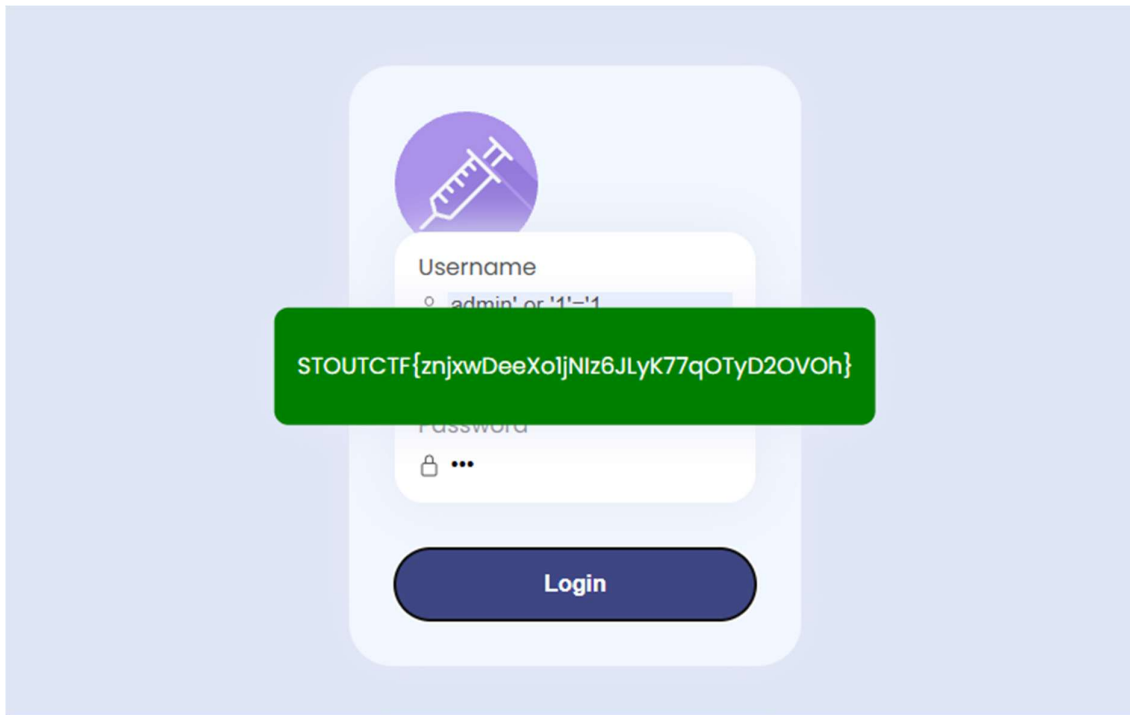 Username
admin' or '1'='1
STOUTCTF{znjxwDeeXo1jNIz6JLyK77qOTyD2OVOh}
Password
•••
Login